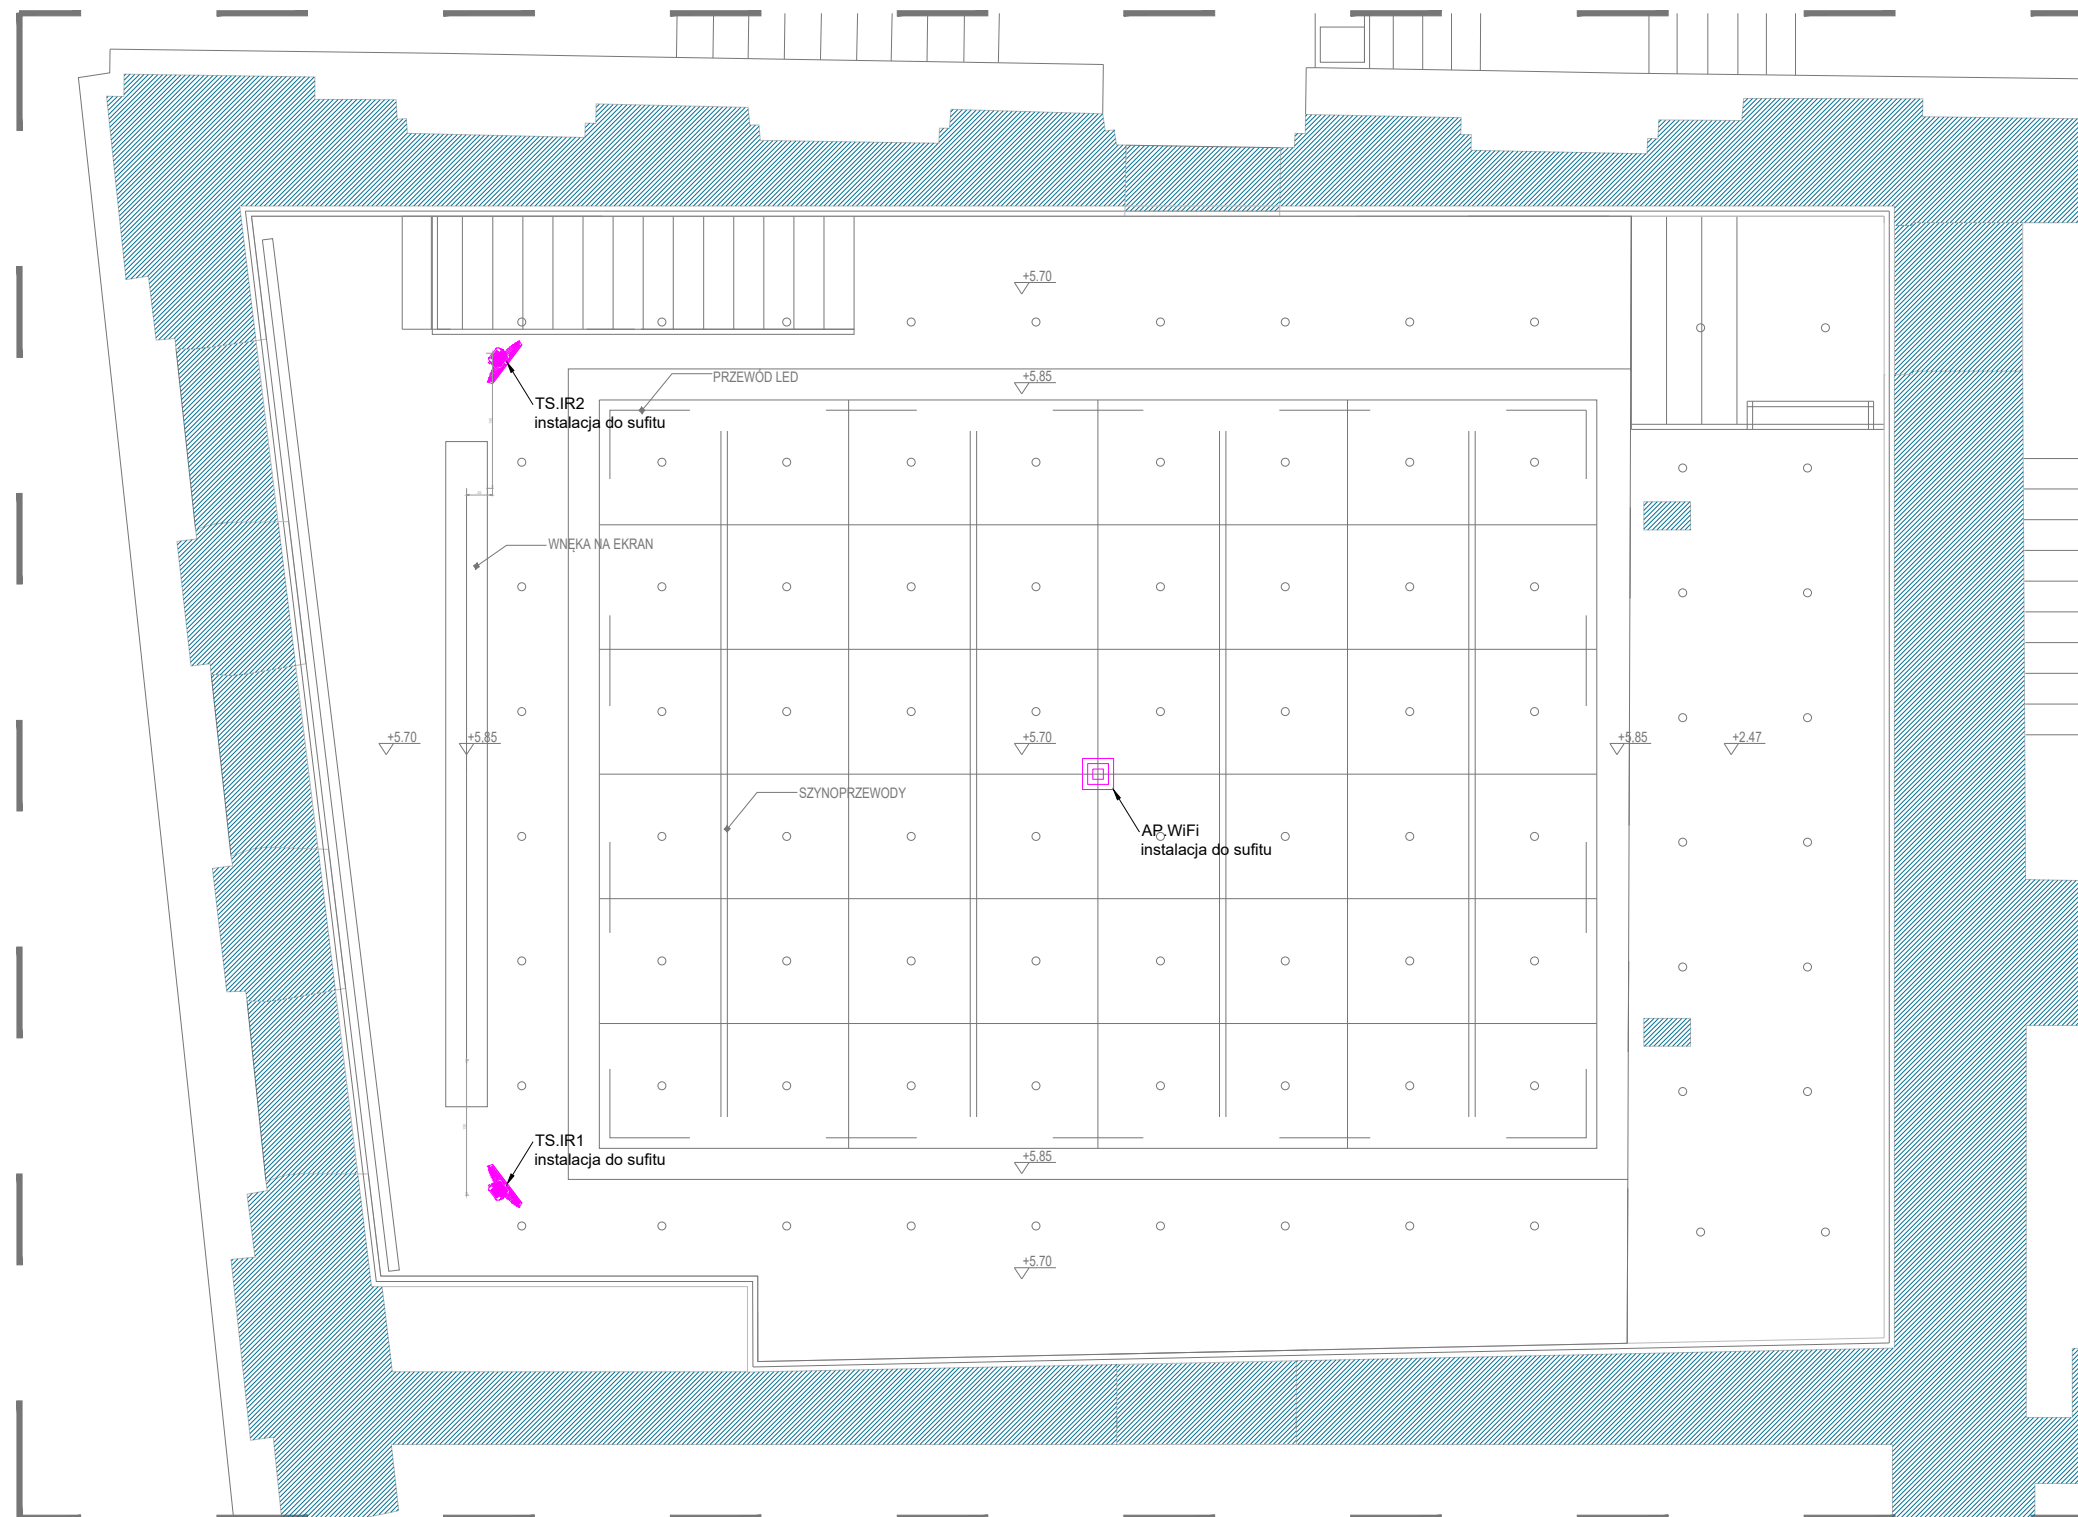 +5.70
PRZEWÓD LED
+5,85
TS.IR2
instalacja do sufitu
WNĘKA NA EKRAN
+5.70
+5,85
+5.70
+5,85
+2.47
SZYNOPRZEWODY
AP.WiFi
instalacja do sufitu
TS.IR1
instalacja do sufitu
+5,85
+5.70